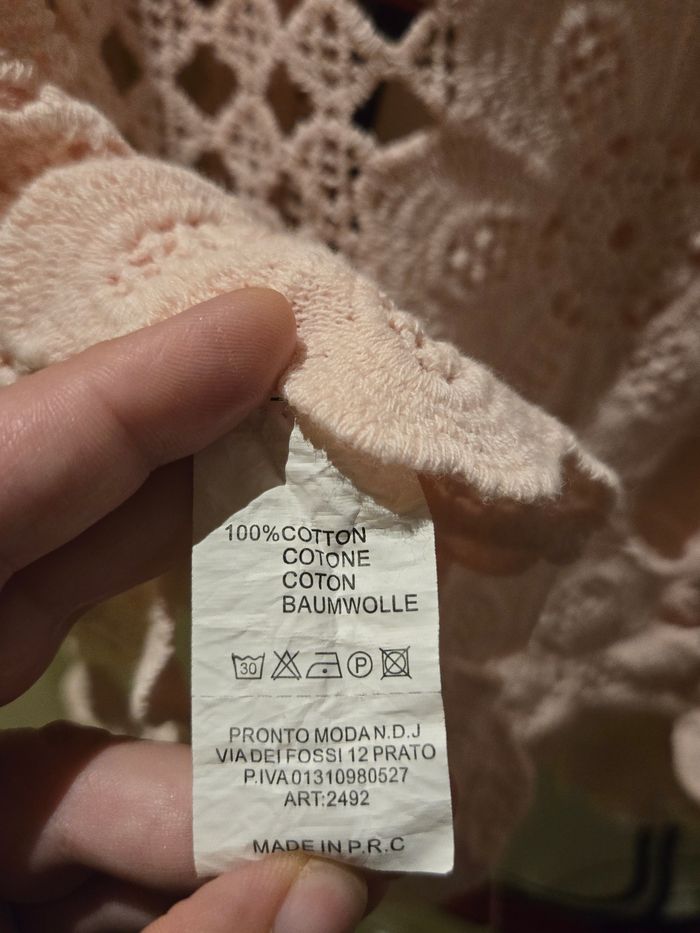 100%COTTON
COTONE
COTON
BAUMWOLLE
30 P
PRONTO MODA N.D.J
VIA DEI FOSSI 12 PRATO
P.IVA 01310980527
ART:2492
MADE IN P.R.C